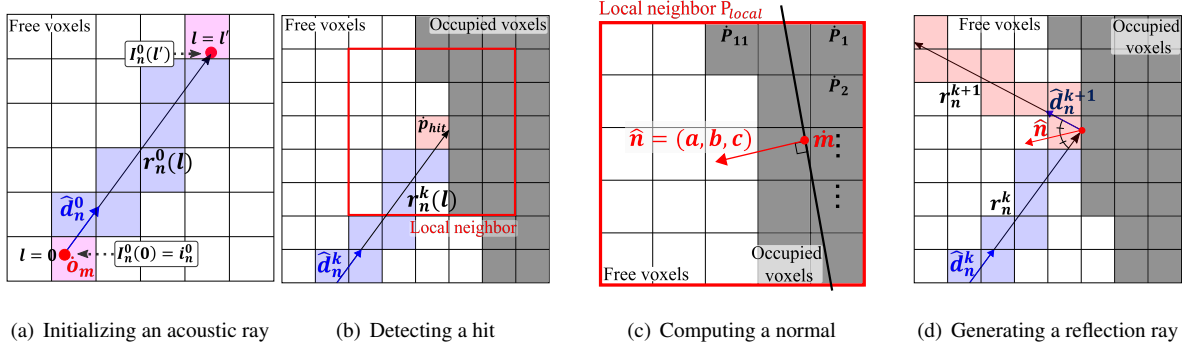 Free voxels
l = l′
I_n^0(l′)
r_n^0(l)
d̂_n^0
l = 0
ȯ_m
I_n^0(0) = i_n^0
(a) Initializing an acoustic ray
Free voxels
Occupied voxels
ṗ_hit
r_n^k(l)
Local neighbor
d̂_n^k
(b) Detecting a hit
Local neighbor P_local
Ṗ_11
Ṗ_1
Ṗ_2
n̂ = (a, b, c)
ṁ
⋮
⋮
Free voxels
Occupied
voxels
(c) Computing a normal
Free voxels
Occupied
voxels
r_n^{k+1}
d̂_n^{k+1}
n̂
r_n^k
d̂_n^k
(d) Generating a reflection ray